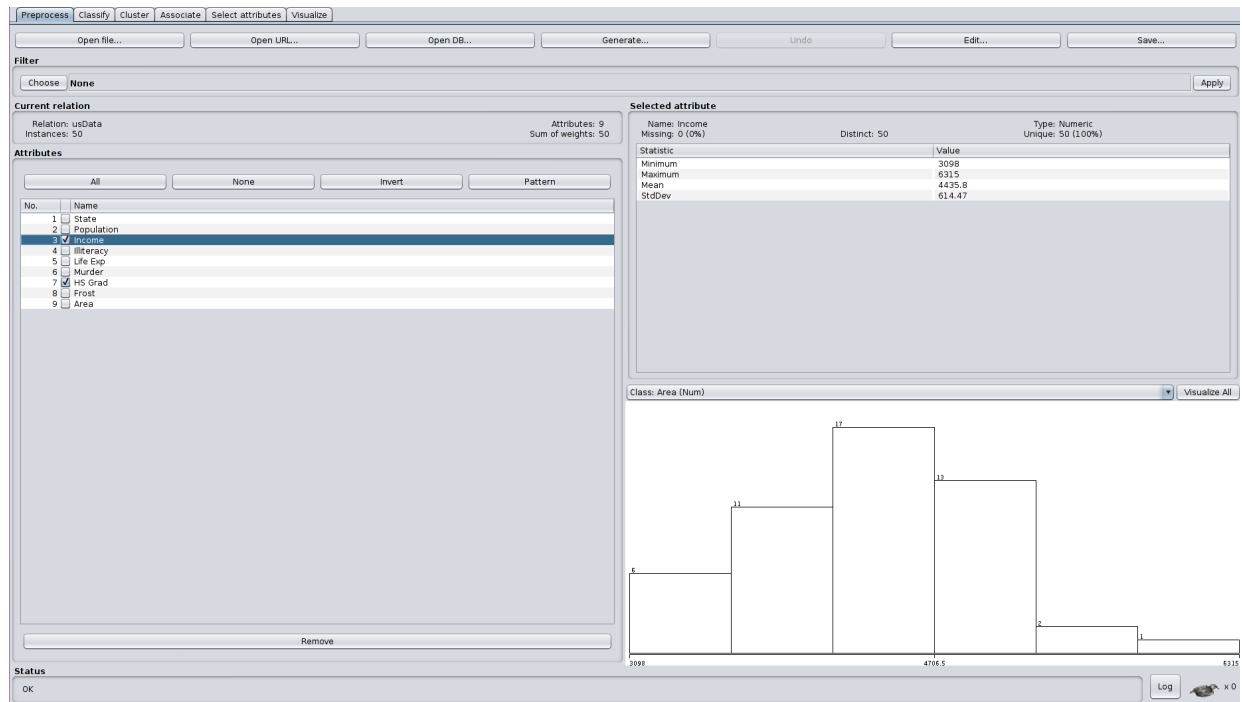 Preprocess Classify Cluster Associate Select attributes Visualize
Open file... Open URL... Open DB... Generate... Undo Edit... Save...
Filter
Choose None Apply
Current relation
Relation: usData Attributes: 9
Instances: 50 Sum of weights: 50
Attributes
All None Invert Pattern
No. Name
1 State
2 Population
3 Income
4 Illiteracy
5 Life Exp
6 Murder
7 HS Grad
8 Frost
9 Area
Remove
Selected attribute
Name: Income Type: Numeric
Missing: 0 (0%) Distinct: 50 Unique: 50 (100%)
Statistic Value
Minimum 3098
Maximum 6315
Mean 4435.8
StdDev 614.47
Class: Area (Num) Visualize All
17
13
11
6
2
1
3098 4706.5 6315
Status
OK Log x 0